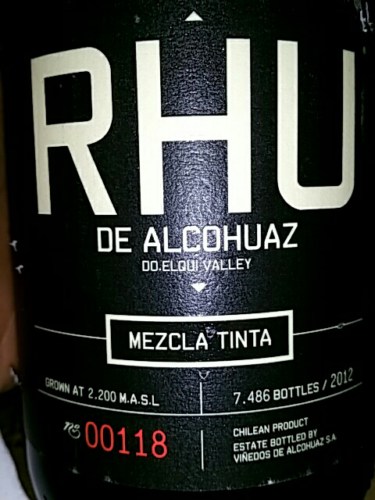 RHU
DE ALCOHUAZ
DO.ELQUI VALLEY
MEZCLA TINTA
GROWN AT 2.200 M.A.S.L
7.486 BOTTLES / 2012
Nº 00118
CHILEAN PRODUCT
ESTATE BOTTLED BY
VIÑEDOS DE ALCOHUAZ S.A.